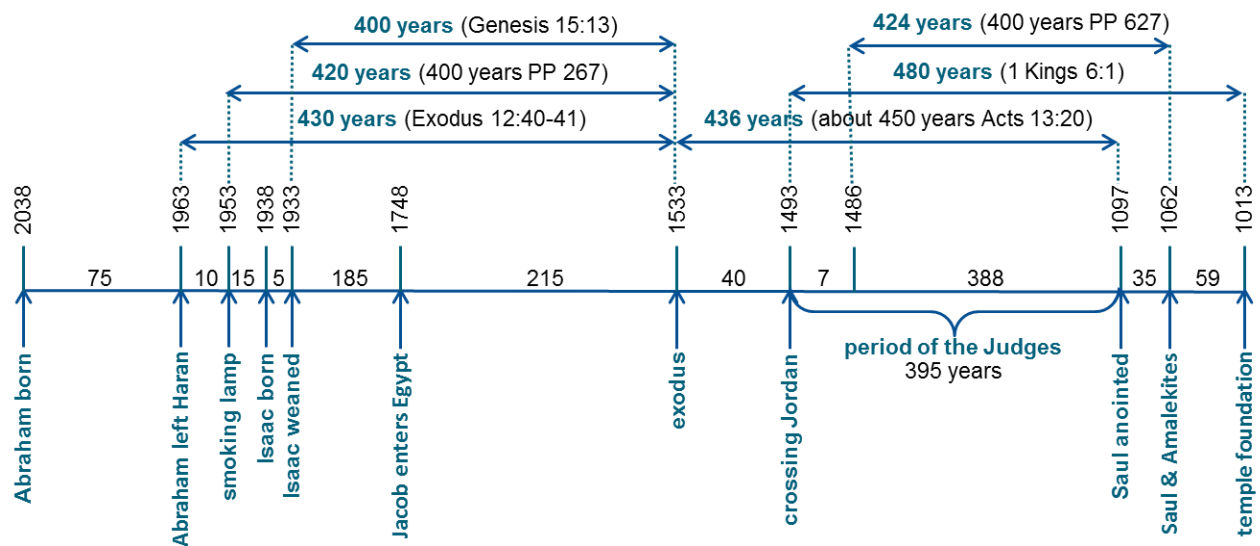 400 years (Genesis 15:13)
424 years (400 years PP 627)
420 years (400 years PP 267)
480 years (1 Kings 6:1)
430 years (Exodus 12:40-41)
436 years (about 450 years Acts 13:20)
2038
1963
1953
1938
1933
1748
1533
1493
1486
1097
1062
1013
75
10
15
5
185
215
40
7
388
35
59
period of the Judges
395 years
Abraham born
Abraham left Haran
smoking lamp
Isaac born
Isaac weaned
Jacob enters Egypt
exodus
crossing Jordan
Saul anointed
Saul & Amalekites
temple foundation